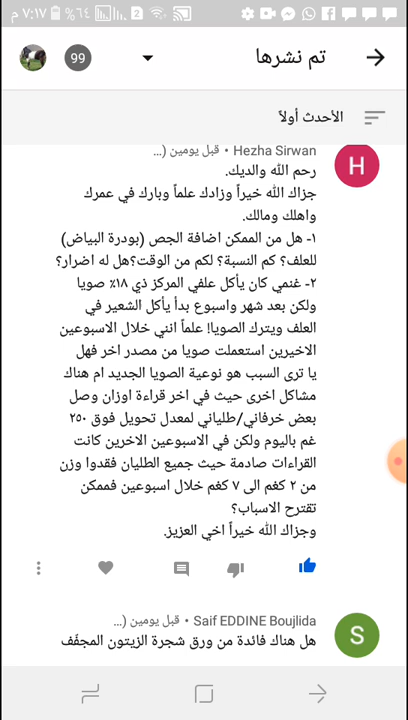 ٧:١٧ م ٦٤٪ 2
تم نشرها
99
الأحدث أولاً
Hezha Sirwan • قبل يومين (...
H
رحم الله والديك.
جزاك الله خيراً وزادك علماً وبارك في عمرك
واهلك ومالك.
١- هل من الممكن اضافة الجص (بودرة البياض)
للعلف؟ كم النسبة؟ لكم من الوقت؟هل له اضرار؟
٢- غنمي كان يأكل علفي المركز ذي ١٨٪ صويا
ولكن بعد شهر واسبوع بدأ يأكل الشعير في
العلف ويترك الصويا! علماً انني خلال الاسبوعين
الاخيرين استعملت صويا من مصدر اخر فهل
يا ترى السبب هو نوعية الصويا الجديد ام هناك
مشاكل اخرى حيث في اخر قراءة اوزان وصل
بعض خرفاني/طلياني لمعدل تحويل فوق ٢٥٠
غم باليوم ولكن في الاسبوعين الاخرين كانت
القراءات صادمة حيث جميع الطليان فقدوا وزن
من ٢ كغم الى ٧ كغم خلال اسبوعين فممكن
تقترح الاسباب؟
وجزاك الله خيراً اخي العزيز.
Saif EDDINE Boujlida • قبل يومين (...
S
هل هناك فائدة من ورق شجرة الزيتون المجفّف